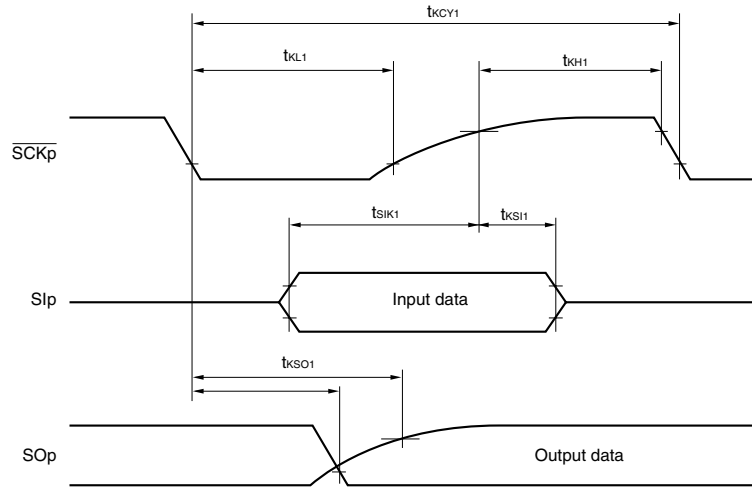 tKCY1
tKL1
tKH1
SCKp
tSIK1
tKSI1
SIp
Input data
tKSO1
SOp
Output data